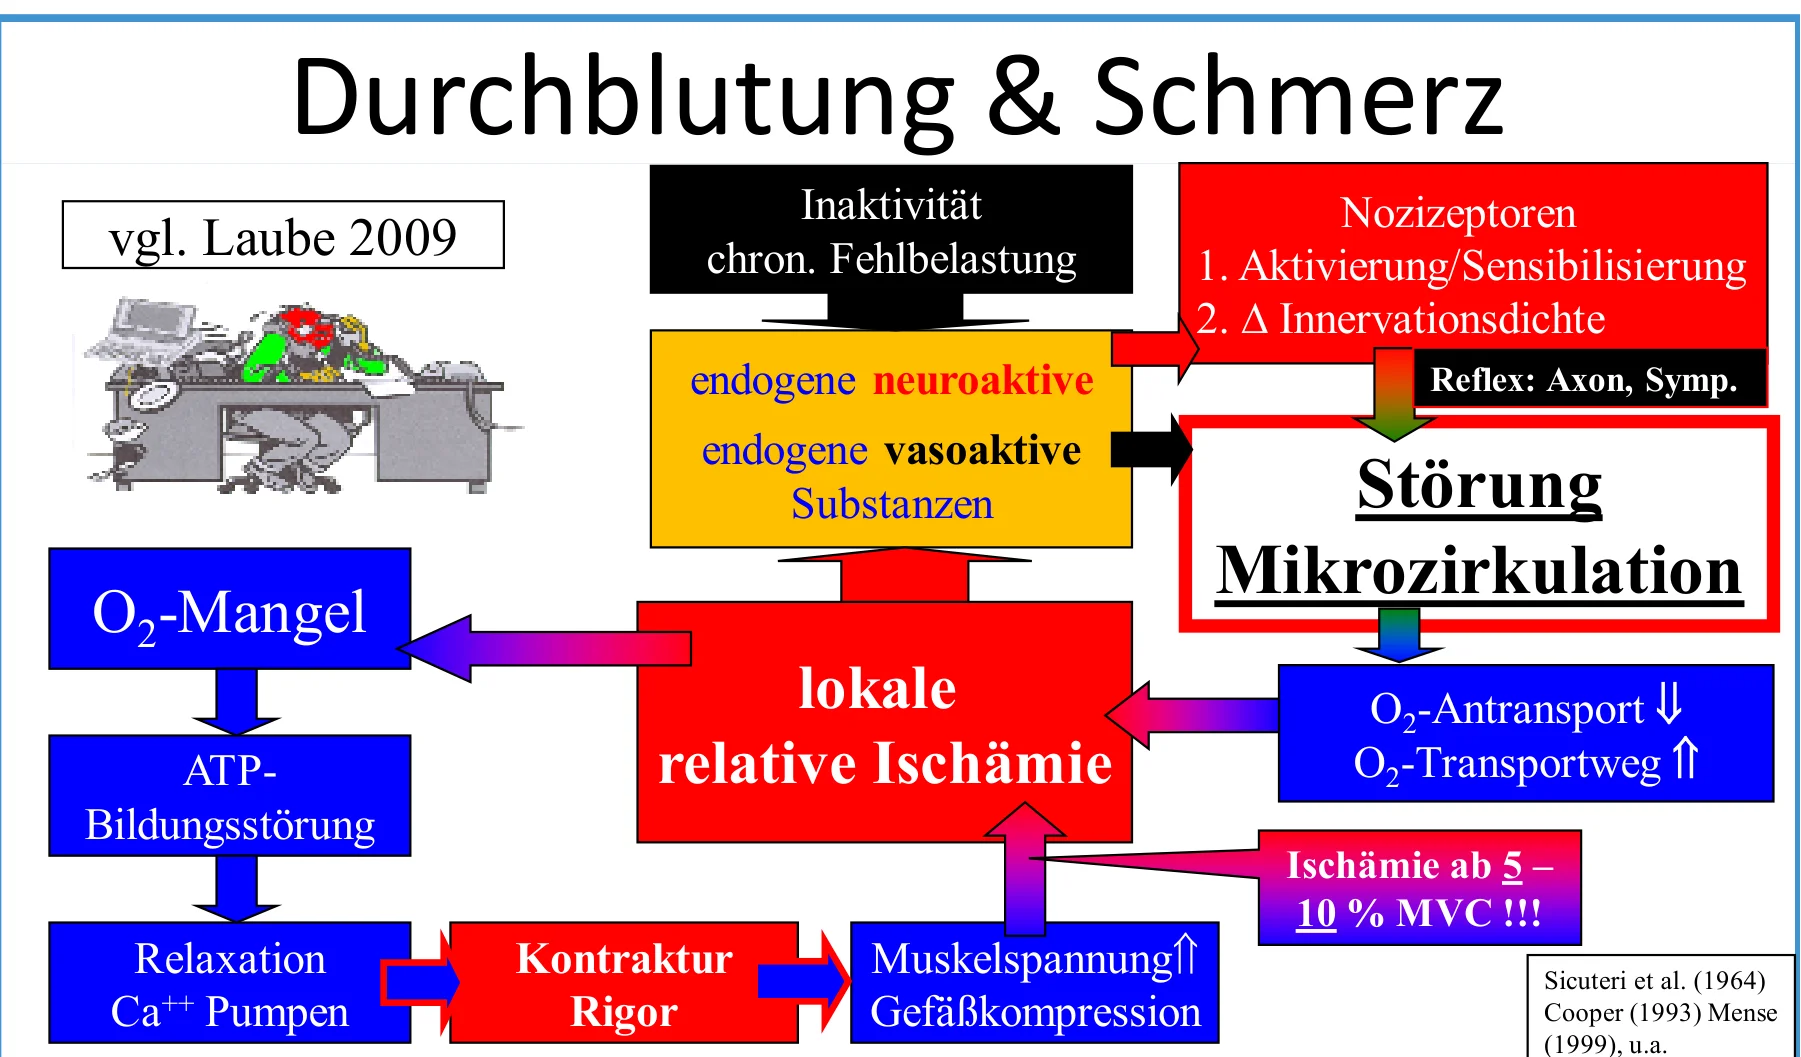 Durchblutung & Schmerz
vgl. Laube 2009
Inaktivität
chron. Fehlbelastung
Nozizeptoren
1. Aktivierung/Sensibilisierung
2. Δ Innervationsdichte
Reflex: Axon, Symp.
endogene neuroaktive
endogene vasoaktive
Substanzen
Störung
Mikrozirkulation
O₂-Mangel
lokale
relative Ischämie
O₂-Antransport ⇓
O₂-Transportweg ⇑
ATP-
Bildungsstörung
Ischämie ab 5 –
10 % MVC !!!
Relaxation
Ca⁺⁺ Pumpen
Kontraktur
Rigor
Muskelspannung⇑
Gefäßkompression
Sicuteri et al. (1964)
Cooper (1993) Mense
(1999), u.a.